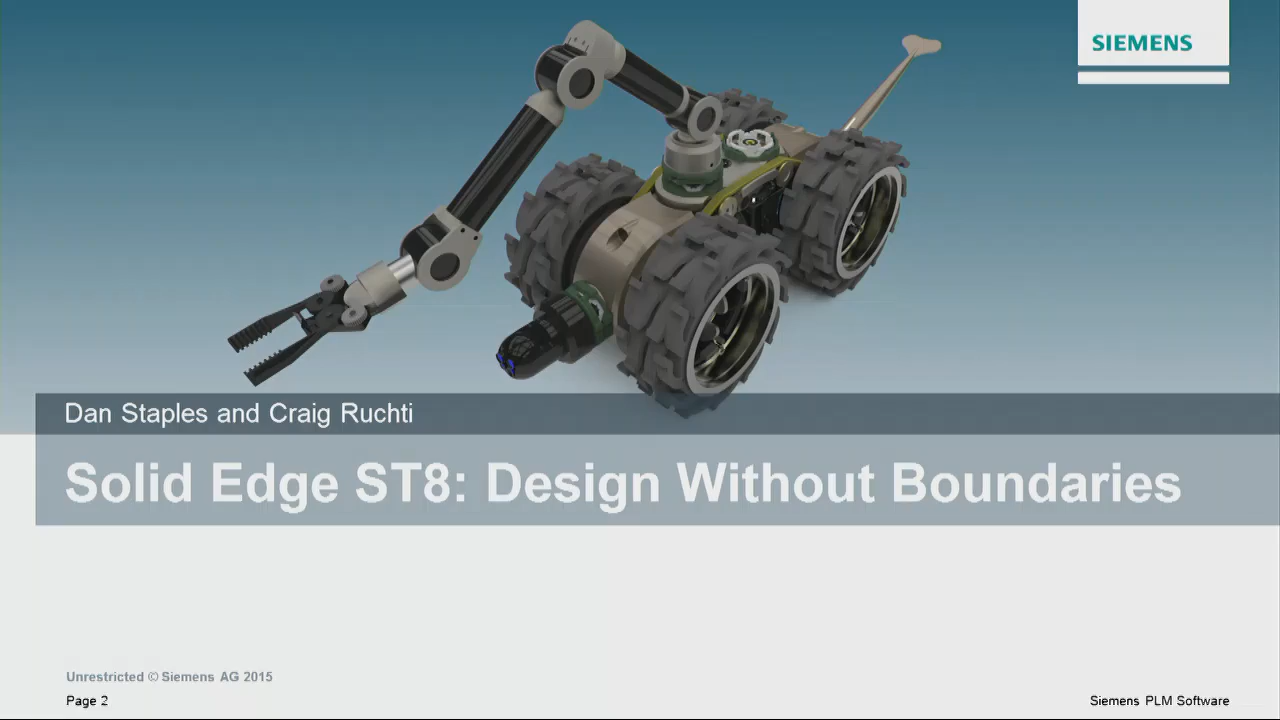 SIEMENS
Dan Staples and Craig Ruchti
Solid Edge ST8: Design Without Boundaries
Unrestricted © Siemens AG 2015
Page 2
Siemens PLM Software